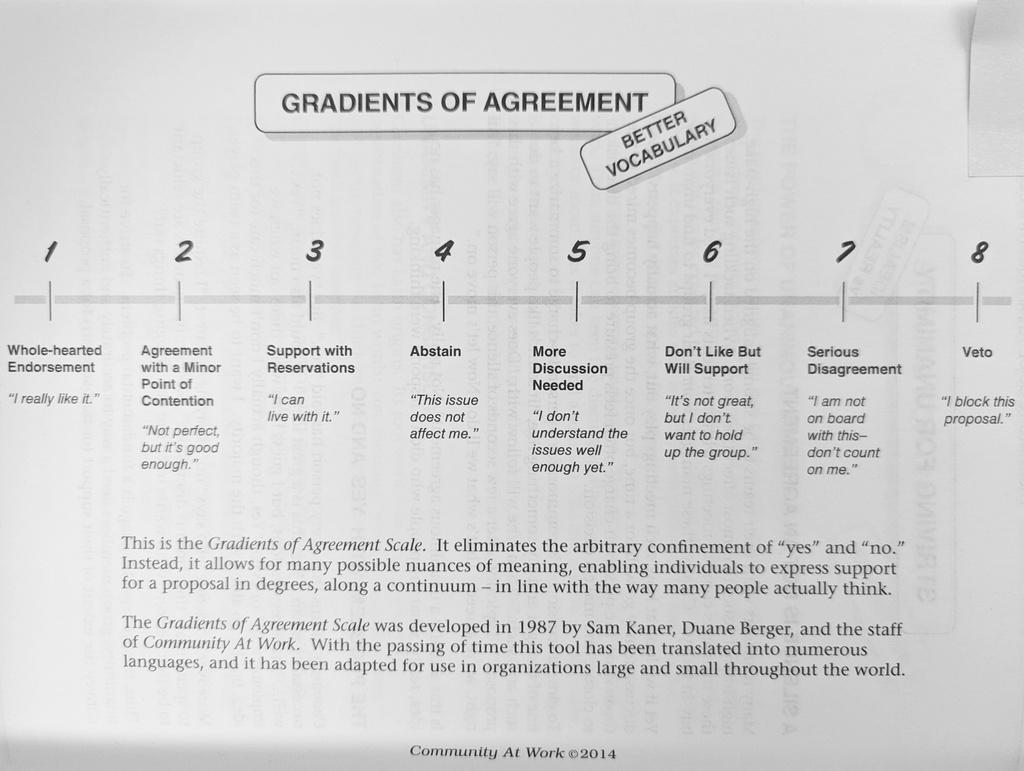 GRADIENTS OF AGREEMENT
BETTER
VOCABULARY
1
2
3
4
5
6
7
8
Whole-hearted
Endorsement
“I really like it.”
Agreement
with a Minor
Point of
Contention
“Not perfect,
but it’s good
enough.”
Support with
Reservations
“I can
live with it.”
Abstain
“This issue
does not
affect me.”
More
Discussion
Needed
“I don’t
understand the
issues well
enough yet.”
Don’t Like But
Will Support
“It’s not great,
but I don’t
want to hold
up the group.”
Serious
Disagreement
“I am not
on board
with this–
don’t count
on me.”
Veto
“I block this
proposal.”
This is the Gradients of Agreement Scale. It eliminates the arbitrary confinement of “yes” and “no.”
Instead, it allows for many possible nuances of meaning, enabling individuals to express support
for a proposal in degrees, along a continuum – in line with the way many people actually think.
The Gradients of Agreement Scale was developed in 1987 by Sam Kaner, Duane Berger, and the staff
of Community At Work. With the passing of time this tool has been translated into numerous
languages, and it has been adapted for use in organizations large and small throughout the world.
Community At Work ©2014